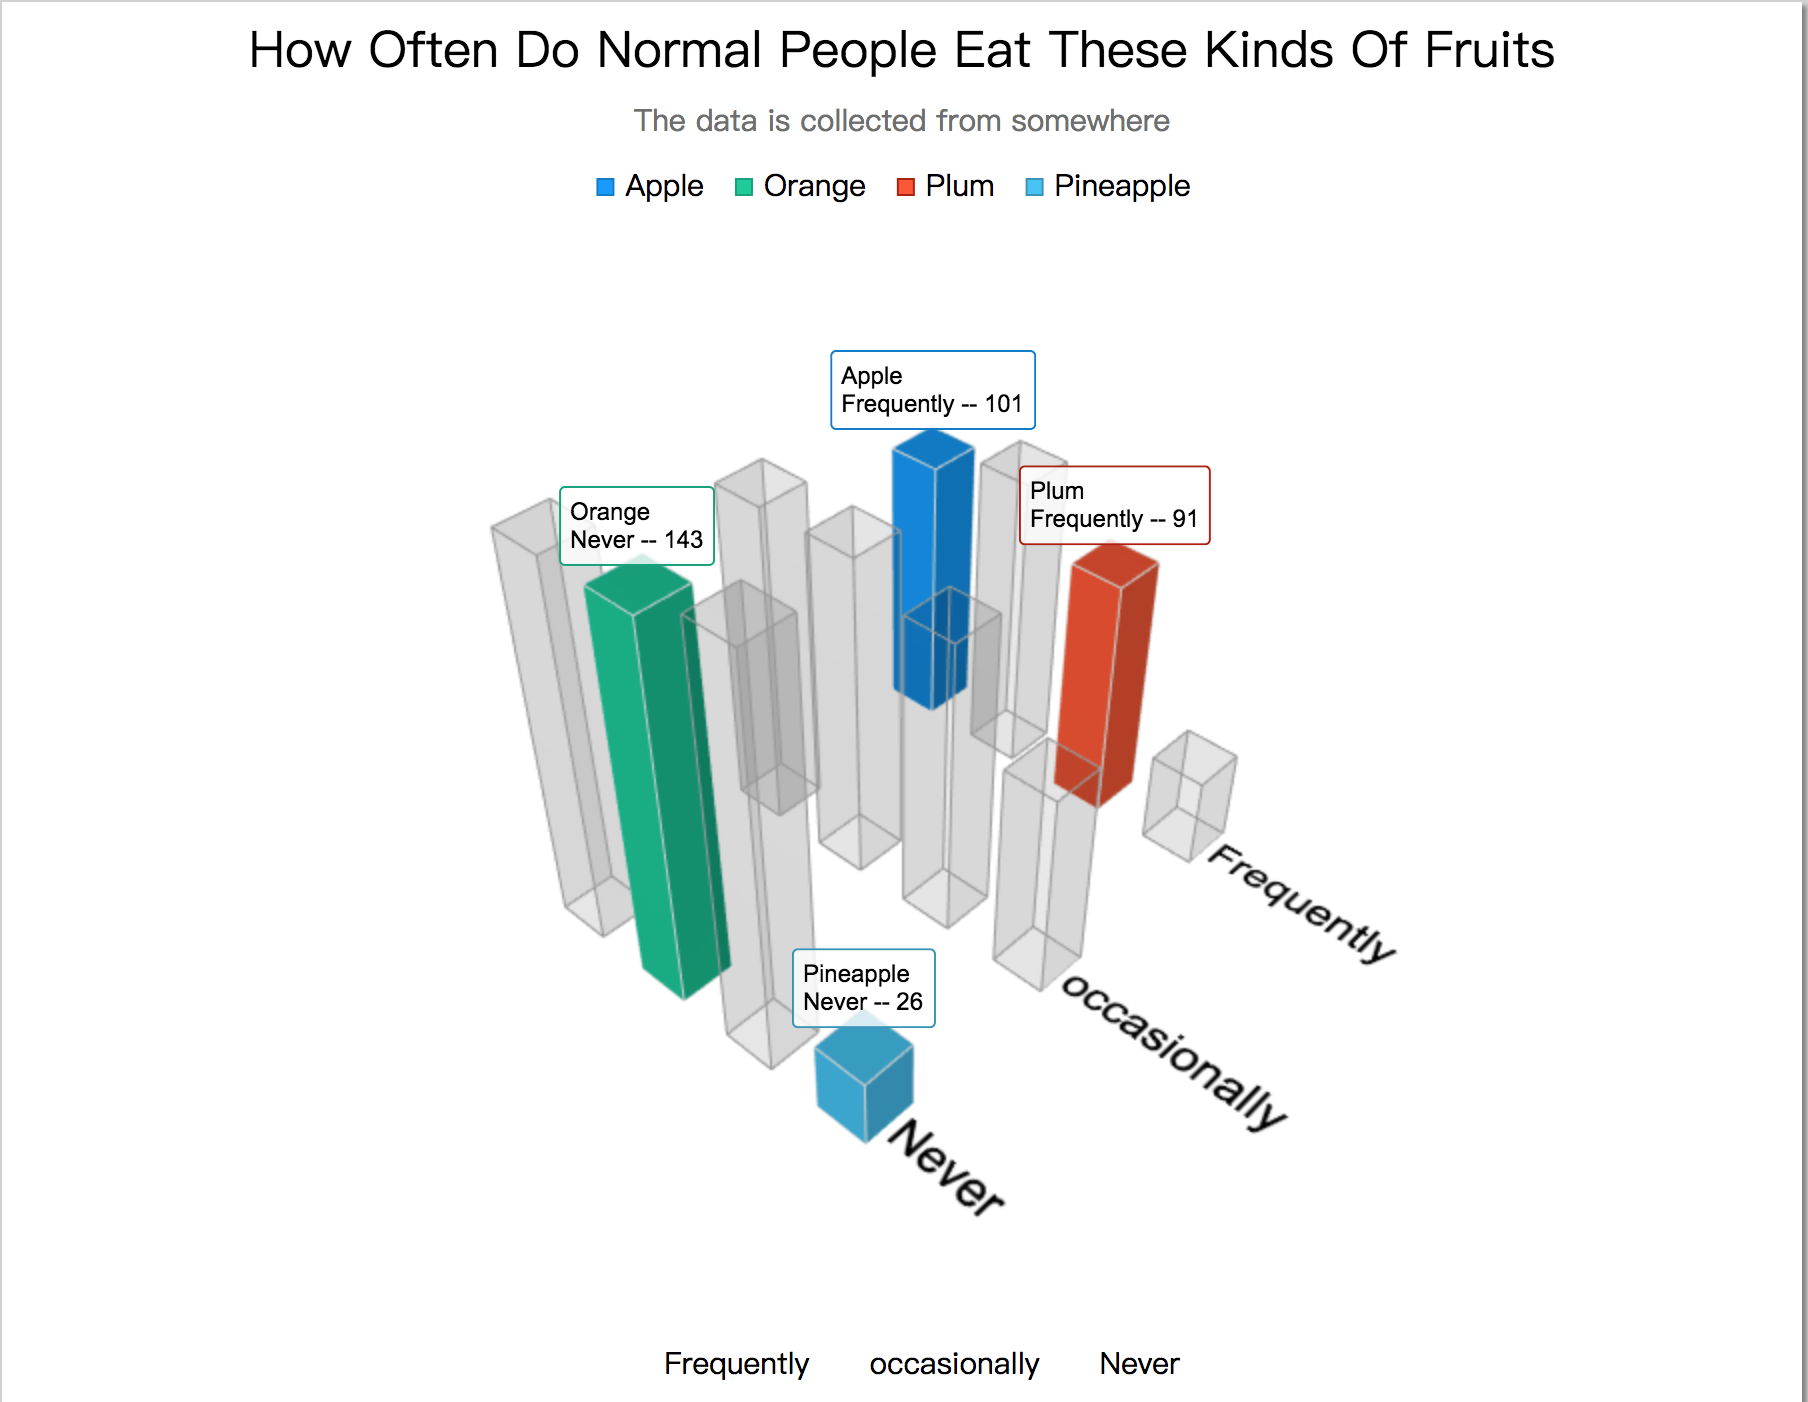 How Often Do Normal People Eat These Kinds Of Fruits
The data is collected from somewhere
Apple Orange Plum Pineapple
Apple
Frequently -- 101
Plum
Frequently -- 91
Orange
Never -- 143
Pineapple
Never -- 26
Frequently
occasionally
Never
Frequently occasionally Never